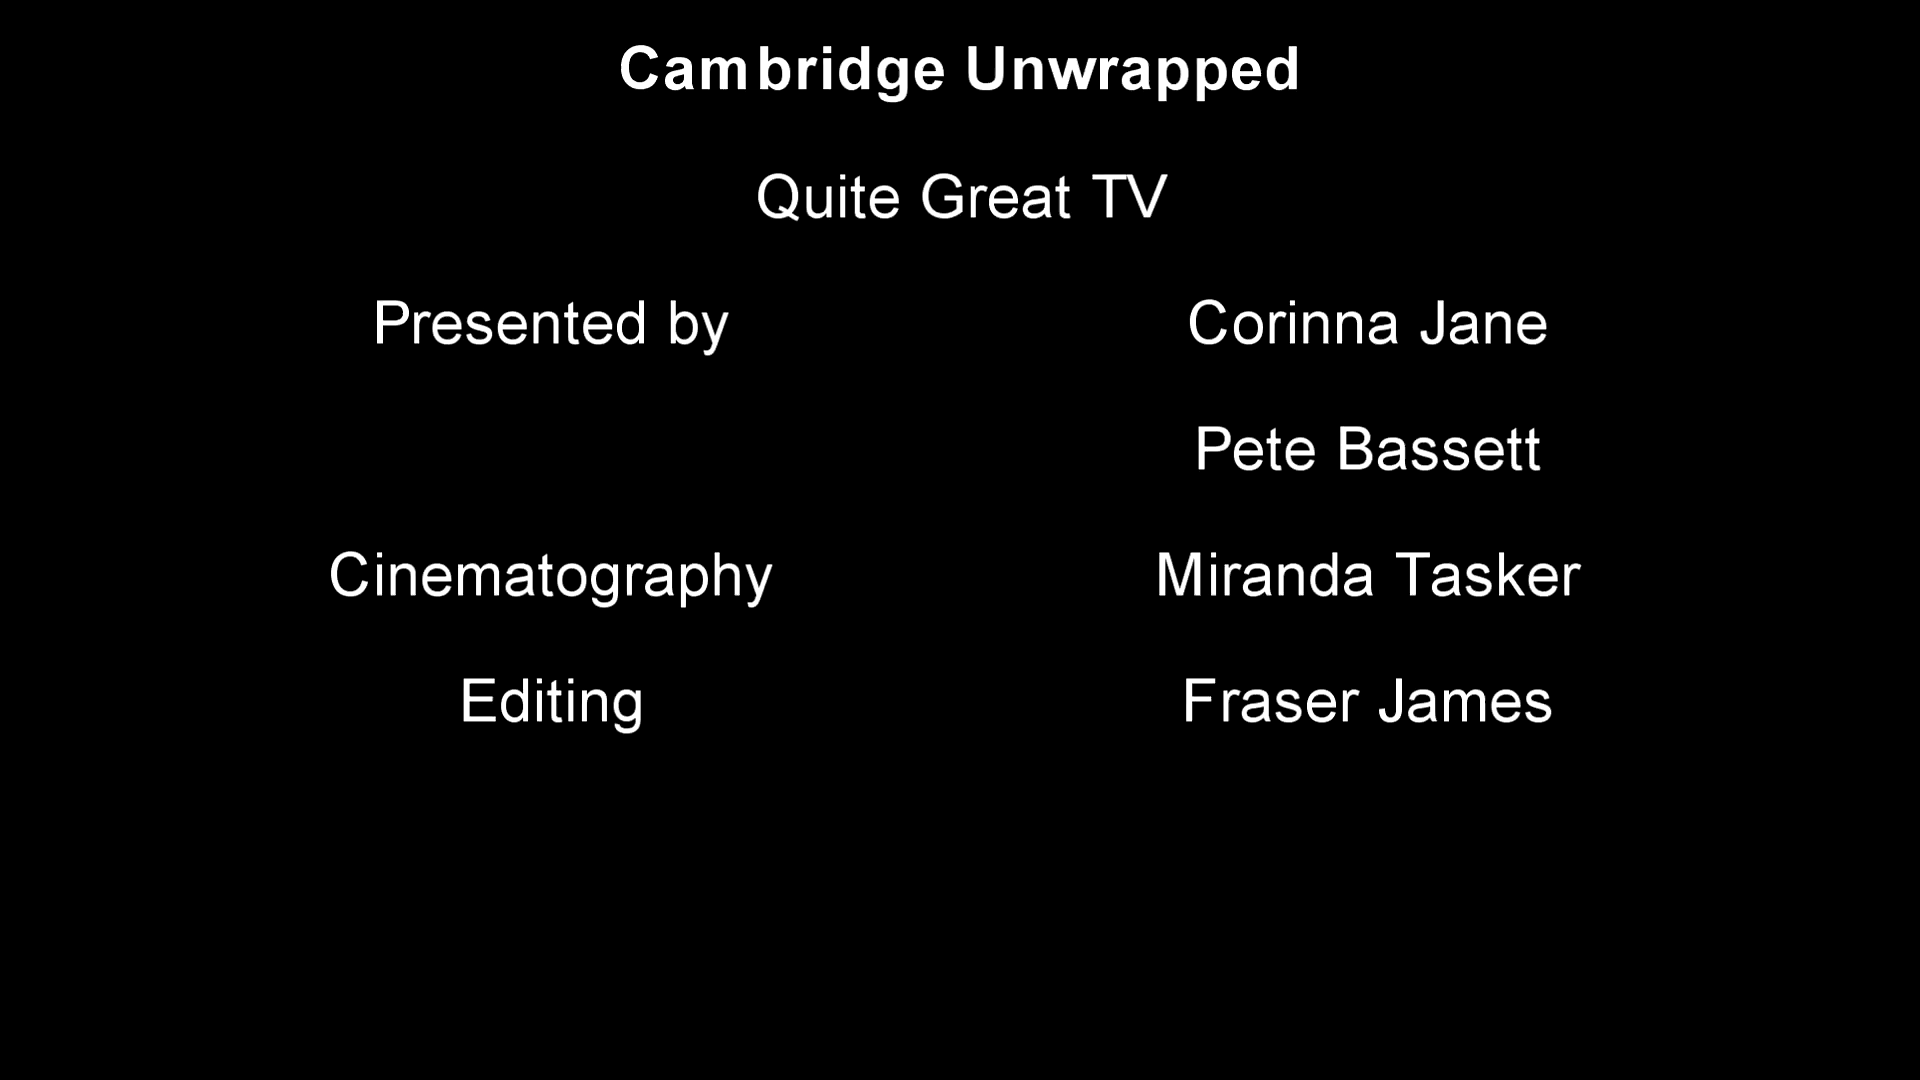 Cambridge Unwrapped
Quite Great TV
Presented by Corinna Jane
Pete Bassett
Cinematography Miranda Tasker
Editing Fraser James